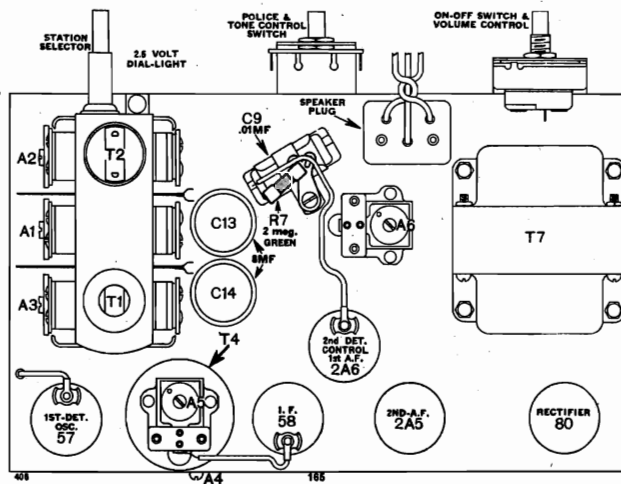 STATION
SELECTOR
2.5 VOLT
DIAL-LIGHT
POLICE &
TONE CONTROL
SWITCH
ON-OFF SWITCH &
VOLUME CONTROL
SPEAKER
PLUG
C9
.01MF
A2
T2
A1
C13
R7
2 meg.
GREEN
8MF
A6
T7
A3
T1
C14
T4
2nd DET.
CONTROL
1st A.F.
2A6
1ST-DET.
OSC.
57
A5
I.F.
58
2ND-A.F.
2A5
RECTIFIER
80
408
A4
165